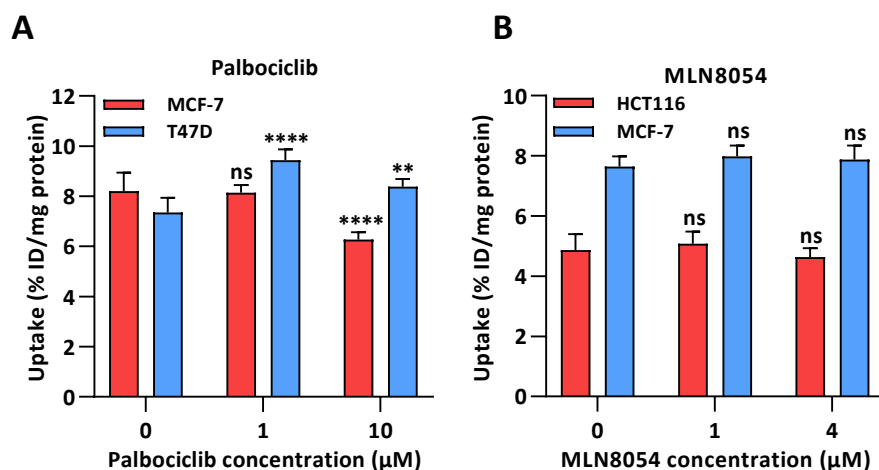 A
Palbociclib
MCF-7
T47D
Uptake (% ID/mg protein)
12
10
8
6
4
2
0
ns
****
****
**
0 1 10
Palbociclib concentration (µM)
B
MLN8054
HCT116
MCF-7
Uptake (% ID/mg protein)
10
8
6
4
2
0
ns
ns
ns
ns
0 1 4
MLN8054 concentration (µM)